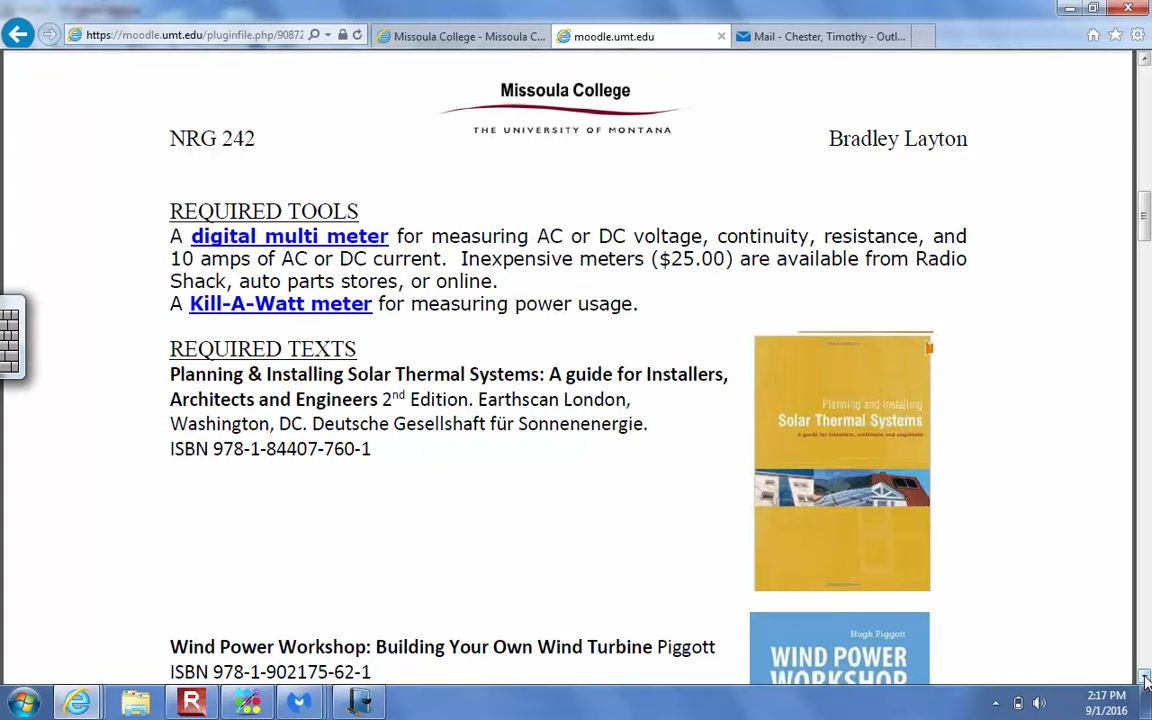 https://moodle.umt.edu/pluginfile.php/90872
Missoula College - Missoula C...
moodle.umt.edu
Mail - Chester, Timothy - Outl...
Missoula College
THE UNIVERSITY OF MONTANA
NRG 242
Bradley Layton
REQUIRED TOOLS
A digital multi meter for measuring AC or DC voltage, continuity, resistance, and
10 amps of AC or DC current. Inexpensive meters ($25.00) are available from Radio
Shack, auto parts stores, or online.
A Kill-A-Watt meter for measuring power usage.
REQUIRED TEXTS
Planning & Installing Solar Thermal Systems: A guide for Installers,
Architects and Engineers 2nd Edition. Earthscan London,
Washington, DC. Deutsche Gesellschaft für Sonnenenergie.
ISBN 978-1-84407-760-1
Planning and Installing
Solar Thermal Systems
Wind Power Workshop: Building Your Own Wind Turbine Piggott
ISBN 978-1-902175-62-1
Hugh Piggott
WIND POWER
WORKSHOP
2:17 PM
9/1/2016